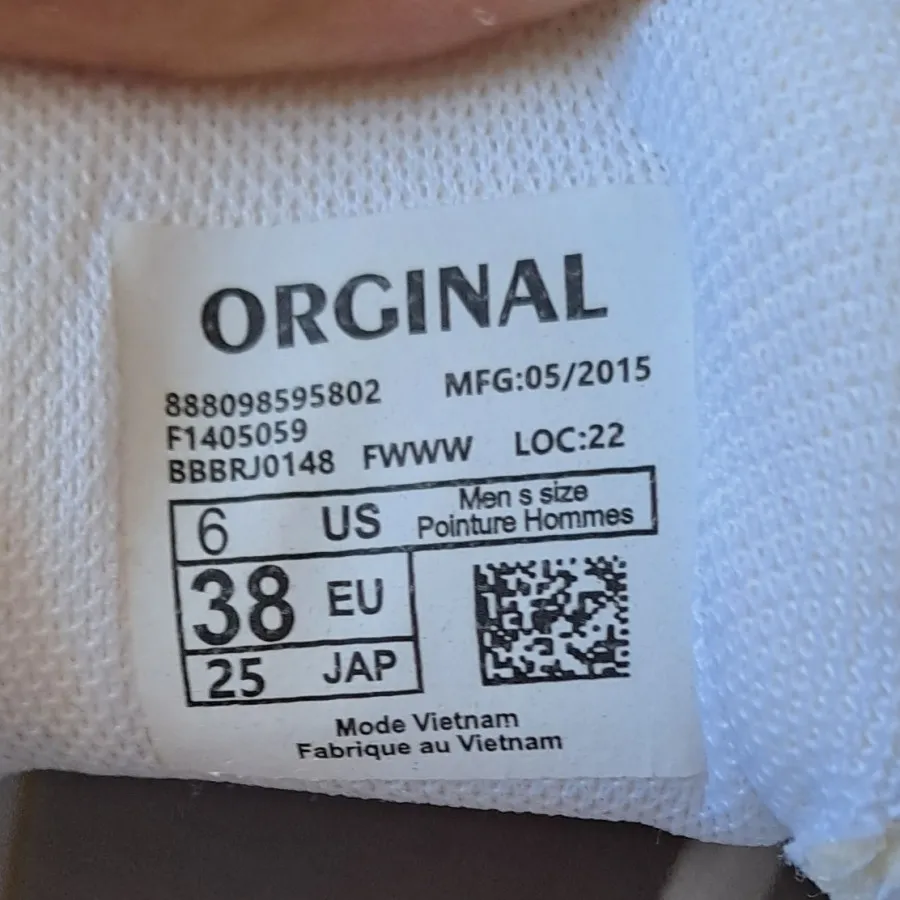 ORGINAL
888098595802 MFG:05/2015
F1405059
BBBRJ0148 FWWW LOC:22
6 US Men s size
Pointure Hommes
38 EU
25 JAP
Mode Vietnam
Fabrique au Vietnam